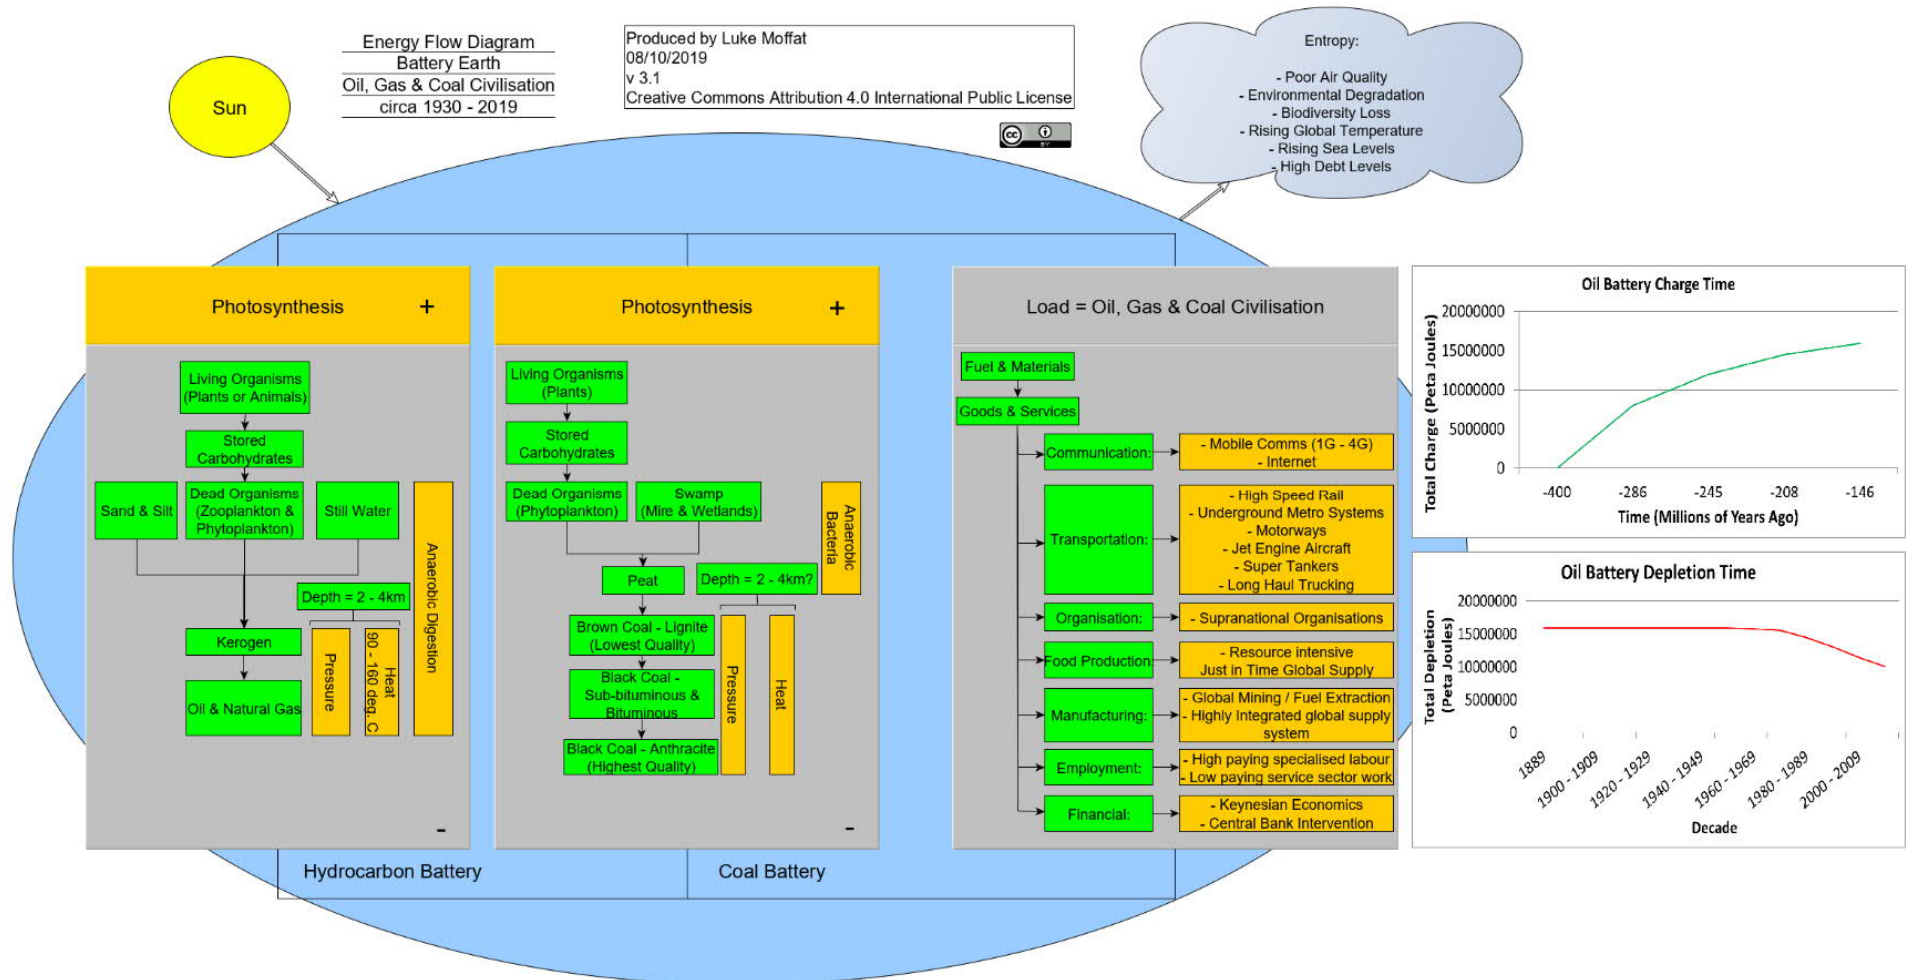 Energy Flow Diagram
Battery Earth
Oil, Gas & Coal Civilisation
circa 1930 - 2019
Produced by Luke Moffat
08/10/2019
v 3.1
Creative Commons Attribution 4.0 International Public License
cc
BY
Sun
Entropy:
- Poor Air Quality
- Environmental Degradation
- Biodiversity Loss
- Rising Global Temperature
- Rising Sea Levels
- High Debt Levels
Photosynthesis +
Living Organisms
(Plants or Animals)
Stored
Carbohydrates
Sand & Silt
Dead Organisms
(Zooplankton &
Phytoplankton)
Still Water
Anaerobic Digestion
Depth = 2 - 4km
Kerogen
Pressure
Heat
90 - 160 deg. C
Oil & Natural Gas
-
Hydrocarbon Battery
Photosynthesis +
Living Organisms
(Plants)
Stored
Carbohydrates
Dead Organisms
(Phytoplankton)
Swamp
(Mire & Wetlands)
Anaerobic
Bacteria
Peat
Depth = 2 - 4km?
Brown Coal - Lignite
(Lowest Quality)
Pressure
Heat
Black Coal -
Sub-bituminous &
Bituminous
Black Coal - Anthracite
(Highest Quality)
-
Coal Battery
Load = Oil, Gas & Coal Civilisation
Fuel & Materials
Goods & Services
Communication:
- Mobile Comms (1G - 4G)
- Internet
Transportation:
- High Speed Rail
- Underground Metro Systems
- Motorways
- Jet Engine Aircraft
- Super Tankers
- Long Haul Trucking
Organisation:
- Supranational Organisations
Food Production:
- Resource intensive
Just in Time Global Supply
Manufacturing:
- Global Mining / Fuel Extraction
- Highly Integrated global supply
system
Employment:
- High paying specialised labour
- Low paying service sector work
Financial:
- Keynesian Economics
- Central Bank Intervention
Oil Battery Charge Time
Total Charge (Peta Joules)
20000000
15000000
10000000
5000000
0
-400 -286 -245 -208 -146
Time (Millions of Years Ago)
Oil Battery Depletion Time
Total Depletion
(Peta Joules)
20000000
15000000
10000000
5000000
0
1889
1900 - 1909
1920 - 1929
1940 - 1949
1960 - 1969
1980 - 1989
2000 - 2009
Decade